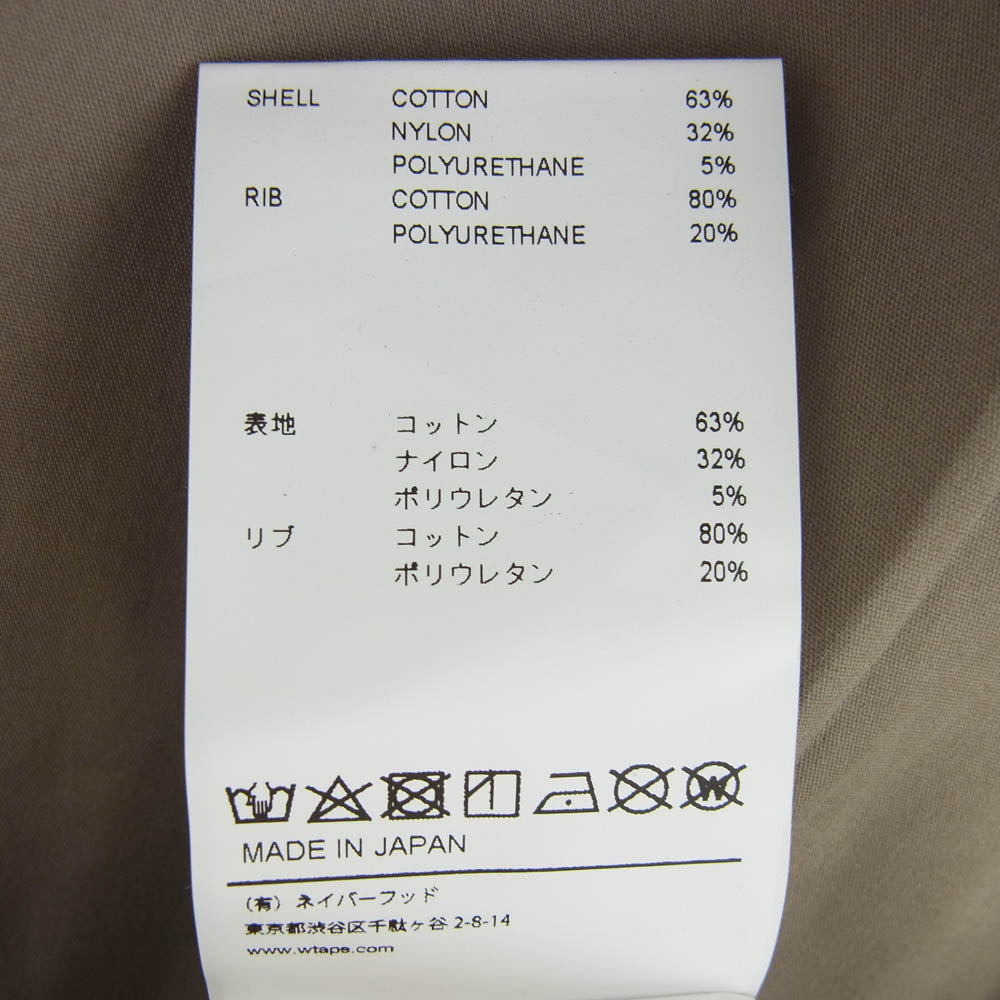 SHELL COTTON 63%
NYLON 32%
POLYURETHANE 5%
RIB COTTON 80%
POLYURETHANE 20%
表地 コットン 63%
ナイロン 32%
ポリウレタン 5%
リブ コットン 80%
ポリウレタン 20%
W
MADE IN JAPAN
(有) ネイバーフッド
東京都渋谷区千駄ヶ谷 2-8-14
www.wtaps.com